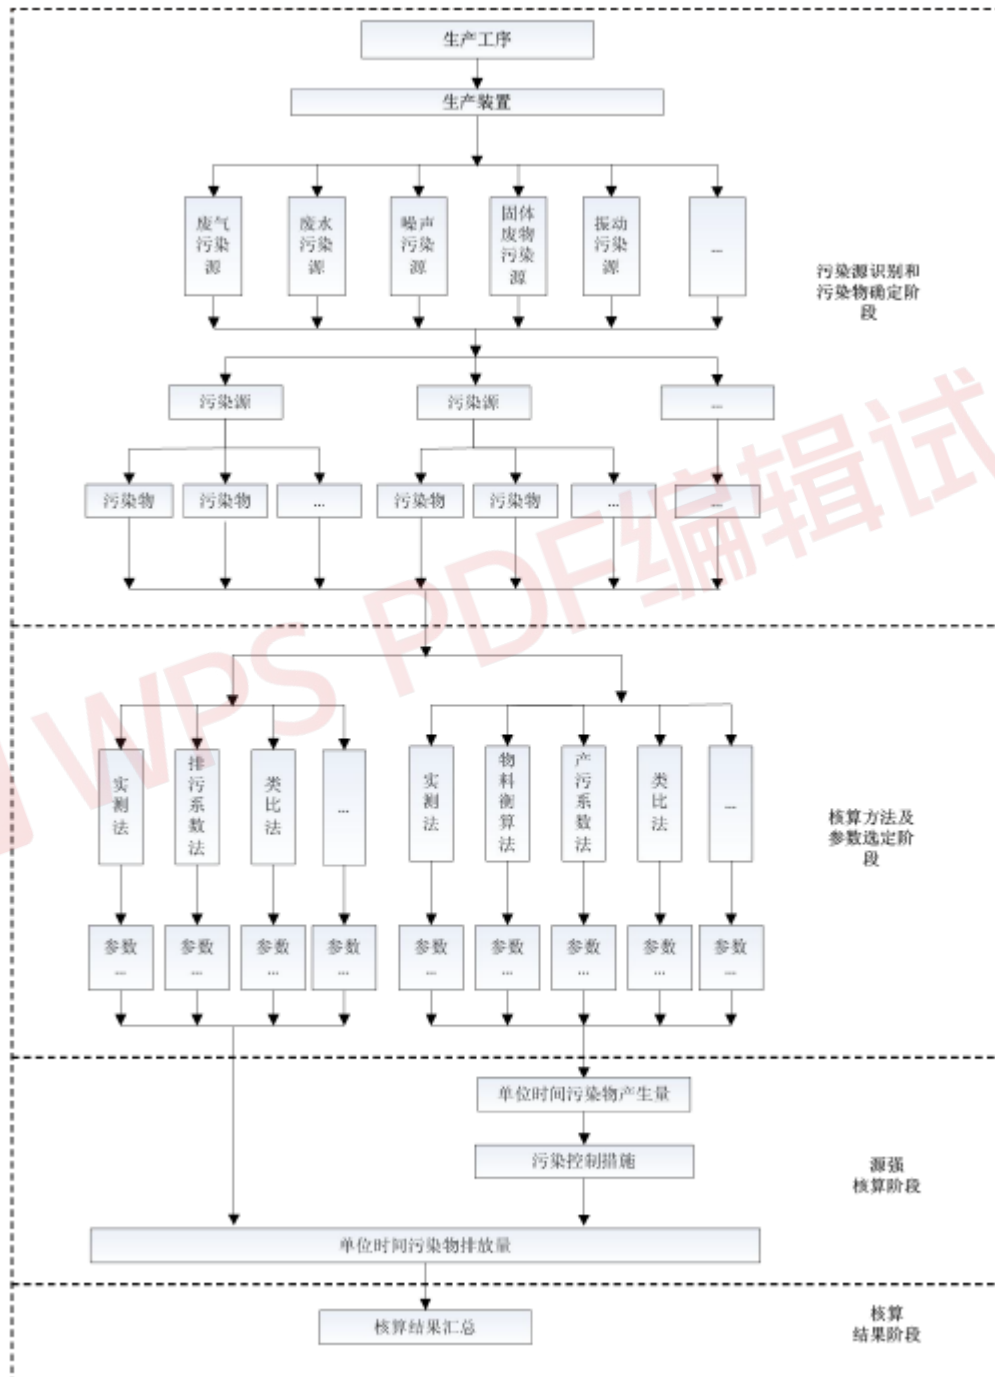 生产工序
生产装置
废气
污染
源
废水
污染
源
噪声
污染
源
固体
废物
污染
源
振动
污染
源
...
污染源识别和
污染物确定阶
段
污染源
污染源
...
污染物
污染物
...
污染物
污染物
...
...
实测法
排污系数法
类比法
...
实测法
物料衡算法
产污系数法
类比法
...
核算方法及
参数选定阶
段
参数
...
参数
...
参数
...
参数
...
参数
...
参数
...
参数
...
参数
...
参数
...
单位时间污染物产生量
污染控制措施
源强
核算阶段
单位时间污染物排放量
核算结果汇总
核算
结果阶段
WPS PDF编辑试